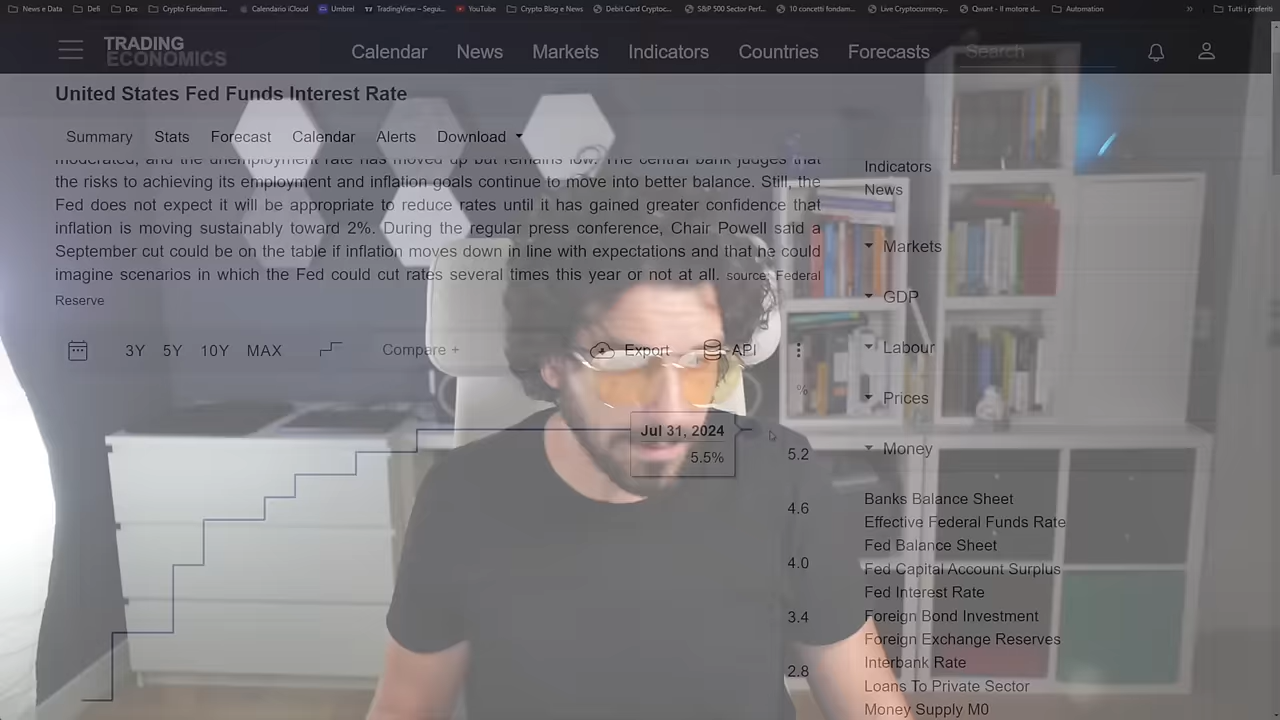 News e Data
Defi
Dex
Crypto Fundament...
Calendario iCloud
Umbrel
TradingView – Segui...
YouTube
Crypto Blog e News
Debit Card Cryptoc...
S&P 500 Sector Perf...
10 concetti fondam...
Live Cryptocurrency...
Qwant - Il motore d...
Automation
»
Tutti i preferiti
TRADING
ECONOMICS
Calendar
News
Markets
Indicators
Countries
Forecasts
Search
United States Fed Funds Interest Rate
Summary
Stats
Forecast
Calendar
Alerts
Download
moderated, and the unemployment rate has moved up but remains low. The central bank judges that
the risks to achieving its employment and inflation goals continue to move into better balance. Still, the
Fed does not expect it will be appropriate to reduce rates until it has gained greater confidence that
inflation is moving sustainably toward 2%. During the regular press conference, Chair Powell said a
September cut could be on the table if inflation moves down in line with expectations and that he could
imagine scenarios in which the Fed could cut rates several times this year or not at all. source: Federal
Reserve
3Y
5Y
10Y
MAX
Compare +
Export
API
%
Jul 31, 2024
5.5%
5.2
4.6
4.0
3.4
2.8
Indicators
News
Markets
GDP
Labour
Prices
Money
Banks Balance Sheet
Effective Federal Funds Rate
Fed Balance Sheet
Fed Capital Account Surplus
Fed Interest Rate
Foreign Bond Investment
Foreign Exchange Reserves
Interbank Rate
Loans To Private Sector
Money Supply M0